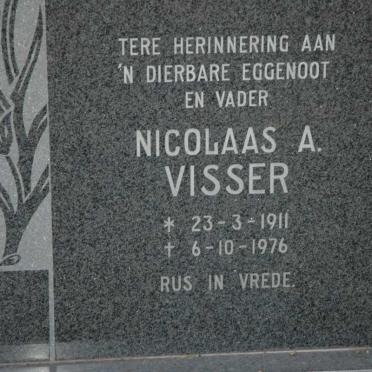 TERE HERINNERING AAN
'N DIERBARE EGGENOOT
EN VADER
NICOLAAS A.
VISSER
* 23-3-1911
† 6-10-1976
RUS IN VREDE.